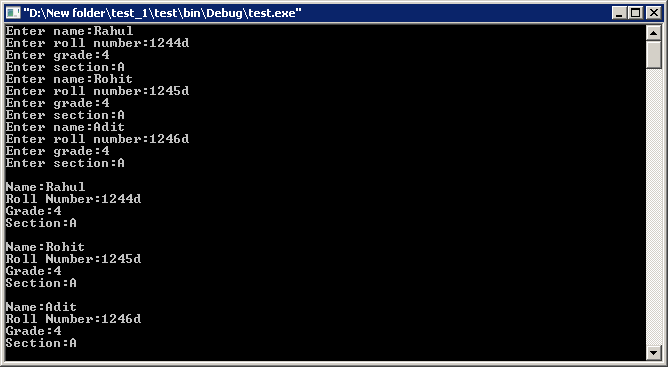 "D:\New folder\test_1\test\bin\Debug\test.exe"
Enter name:Rahul
Enter roll number:1244d
Enter grade:4
Enter section:A
Enter name:Rohit
Enter roll number:1245d
Enter grade:4
Enter section:A
Enter name:Adit
Enter roll number:1246d
Enter grade:4
Enter section:A
Name:Rahul
Roll Number:1244d
Grade:4
Section:A
Name:Rohit
Roll Number:1245d
Grade:4
Section:A
Name:Adit
Roll Number:1246d
Grade:4
Section:A